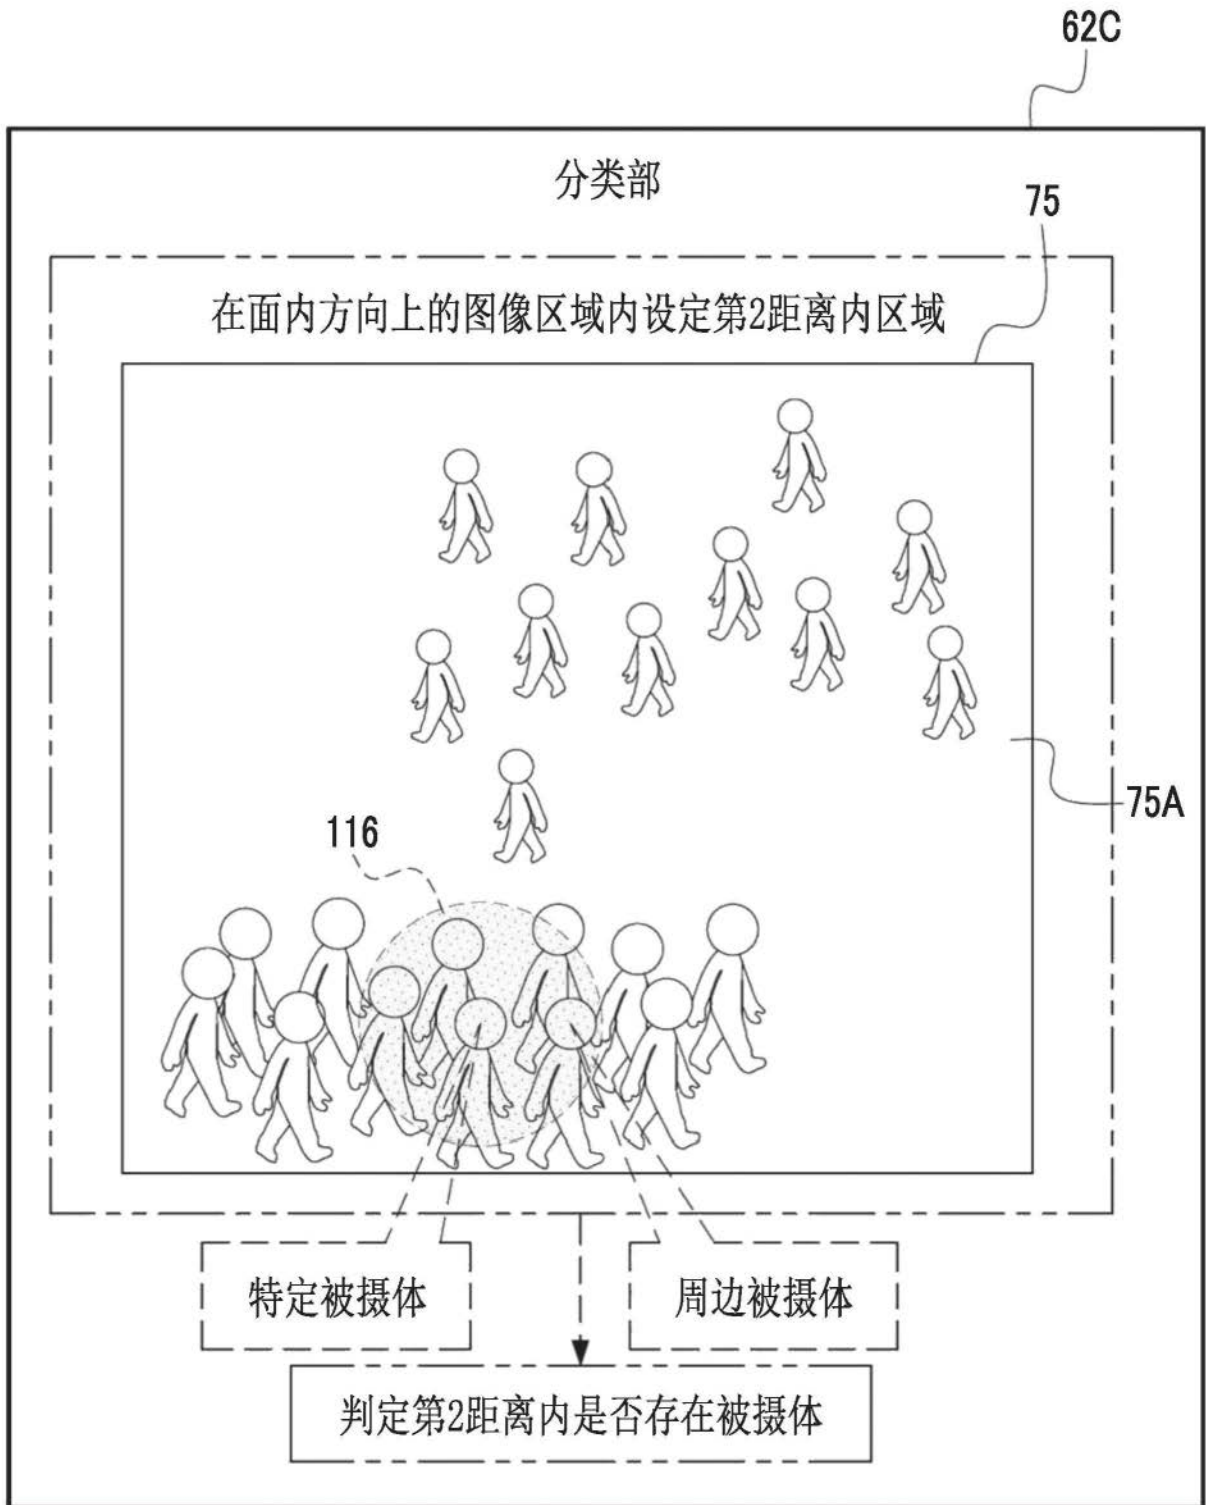 62C
分类部
75
在面内方向上的图像区域内设定第2距离内区域
75A
116
特定被摄体
周边被摄体
判定第2距离内是否存在被摄体